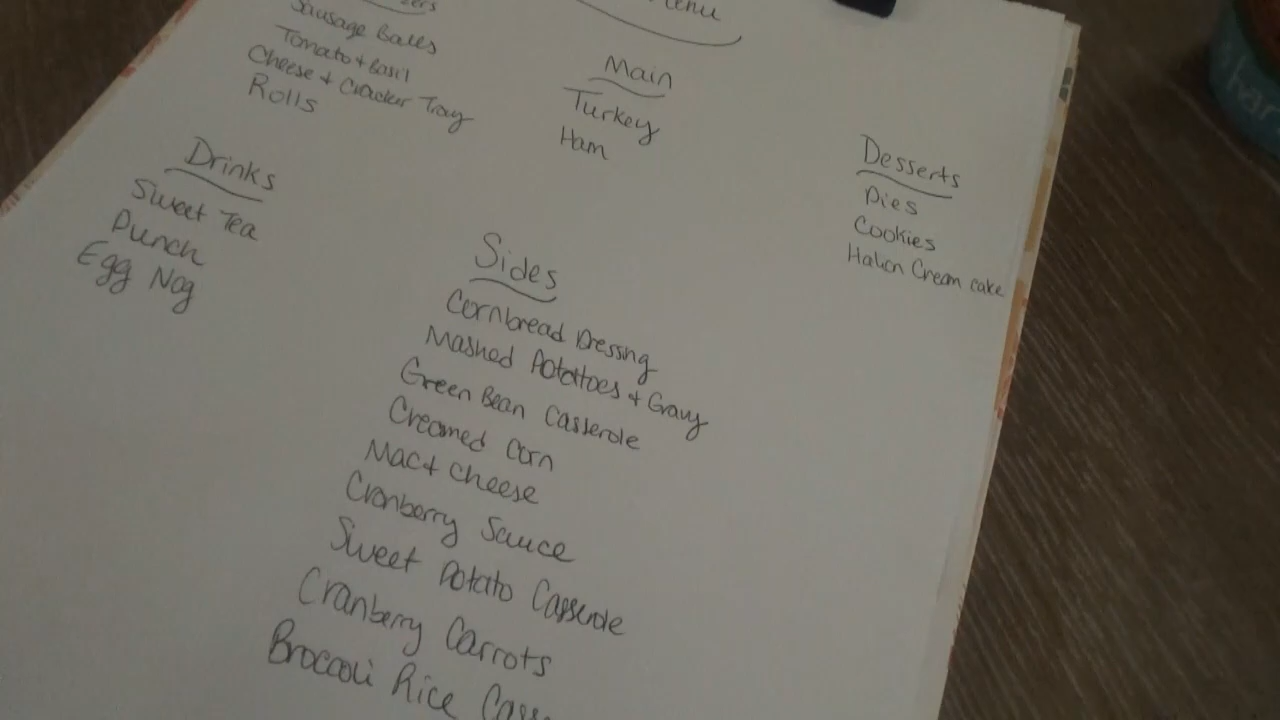 Menu
Sausage Balls
Tomato + Basil
Cheese + Cracker Tray
Rolls
Main
Turkey
Ham
Drinks
Sweet Tea
Punch
Egg Nog
Desserts
Pies
Cookies
Cream cake
Sides
Cornbread Dressing
Mashed Potattoes + Gravy
Green Bean Casserole
Creamed Corn
Mac + Cheese
Cranberry Sauce
Sweet Potato Casserole
Cranberry Carrots
Broccoli Rice